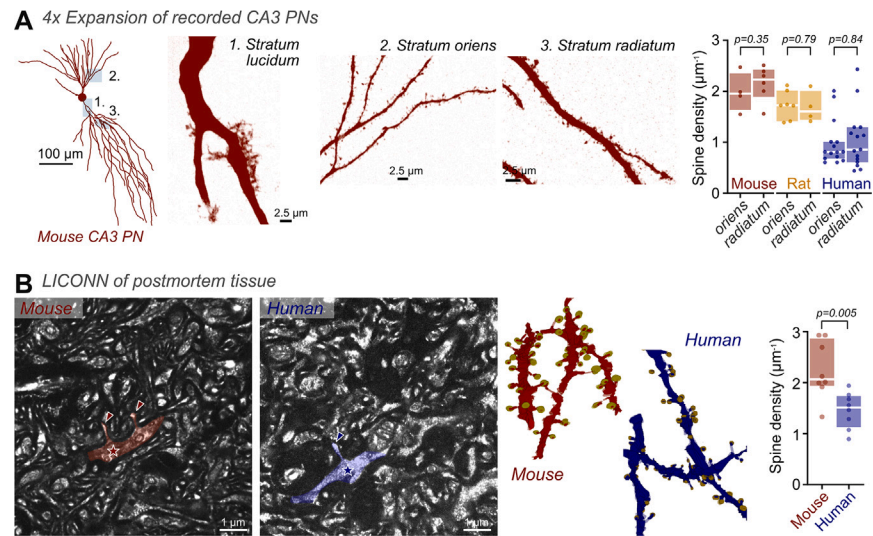 A 4x Expansion of recorded CA3 PNs
1. Stratum
lucidum
2. Stratum oriens
3. Stratum radiatum
2.
1.
3.
100 µm
Mouse CA3 PN
2.5 µm
2.5 µm
2.5 µm
p=0.35
p=0.79
p=0.84
Spine density (µm⁻¹)
3
2
1
0
Mouse
Rat
Human
oriens
radiatum
oriens
radiatum
oriens
radiatum
B LICONN of postmortem tissue
Mouse
1 µm
Human
1 µm
Mouse
Human
p=0.005
Spine density (µm⁻¹)
3
2
1
0
Mouse
Human